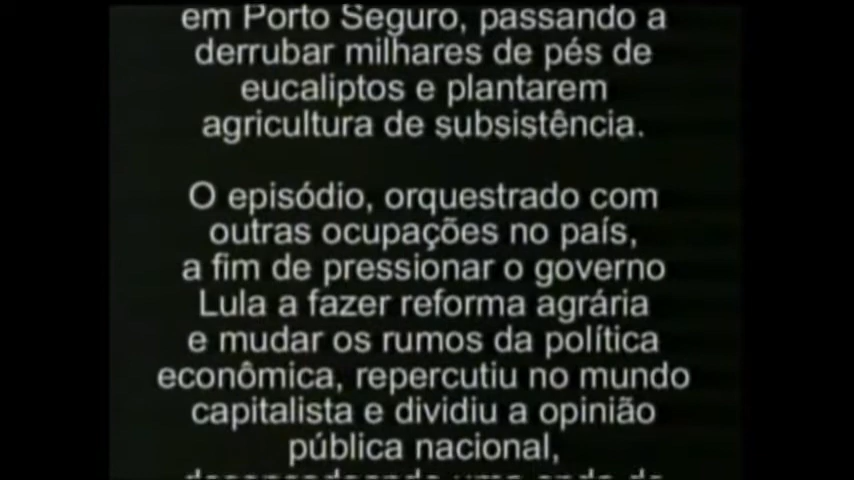 em Porto Seguro, passando a
derrubar milhares de pés de
eucaliptos e plantarem
agricultura de subsistência.
O episódio, orquestrado com
outras ocupações no país,
a fim de pressionar o governo
Lula a fazer reforma agrária
e mudar os rumos da política
econômica, repercutiu no mundo
capitalista e dividiu a opinião
pública nacional,